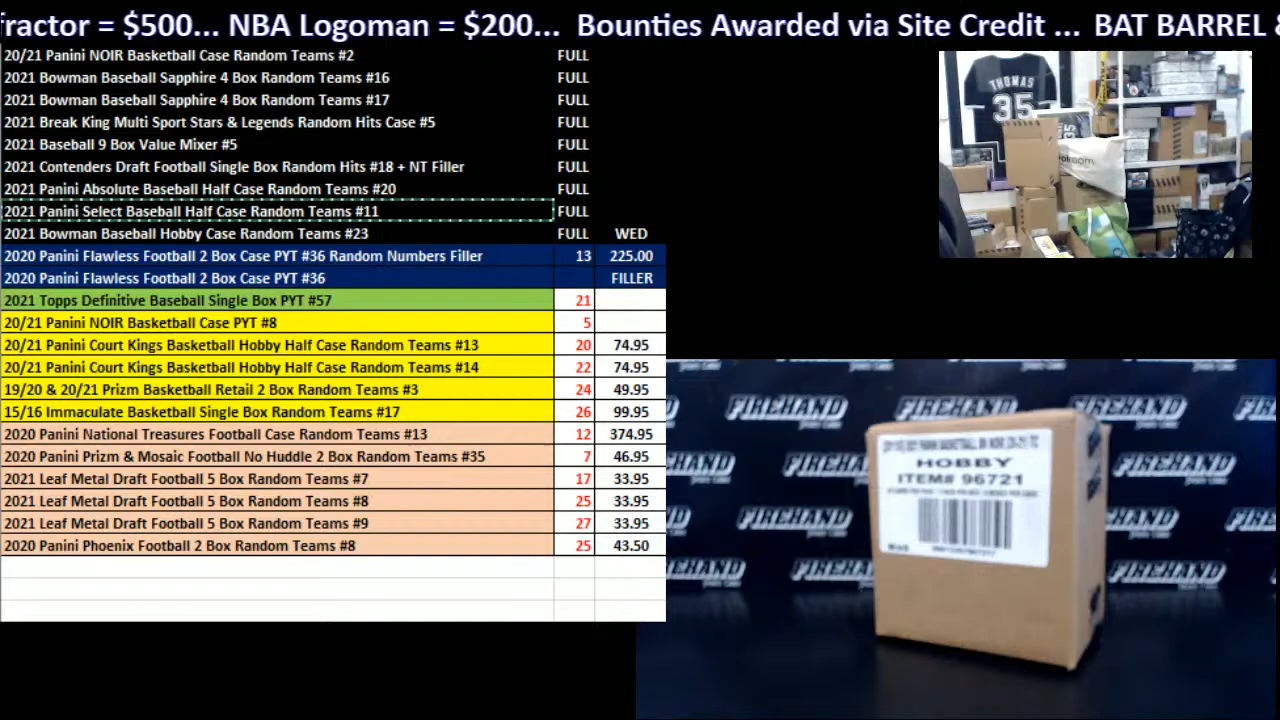 fractor = $500... NBA Logoman = $200... Bounties Awarded via Site Credit ... BAT BARREL &
20/21 Panini NOIR Basketball Case Random Teams #2 FULL
2021 Bowman Baseball Sapphire 4 Box Random Teams #16 FULL
2021 Bowman Baseball Sapphire 4 Box Random Teams #17 FULL
2021 Break King Multi Sport Stars & Legends Random Hits Case #5 FULL
2021 Baseball 9 Box Value Mixer #5 FULL
2021 Contenders Draft Football Single Box Random Hits #18 + NT Filler FULL
2021 Panini Absolute Baseball Half Case Random Teams #20 FULL
2021 Panini Select Baseball Half Case Random Teams #11 FULL
2021 Bowman Baseball Hobby Case Random Teams #23 FULL WED
2020 Panini Flawless Football 2 Box Case PYT #36 Random Numbers Filler 13 225.00
2020 Panini Flawless Football 2 Box Case PYT #36 FILLER
2021 Topps Definitive Baseball Single Box PYT #57 21
20/21 Panini NOIR Basketball Case PYT #8 5
20/21 Panini Court Kings Basketball Hobby Half Case Random Teams #13 20 74.95
20/21 Panini Court Kings Basketball Hobby Half Case Random Teams #14 22 74.95
19/20 & 20/21 Prizm Basketball Retail 2 Box Random Teams #3 24 49.95
15/16 Immaculate Basketball Single Box Random Teams #17 26 99.95
2020 Panini National Treasures Football Case Random Teams #13 12 374.95
2020 Panini Prizm & Mosaic Football No Huddle 2 Box Random Teams #35 7 46.95
2021 Leaf Metal Draft Football 5 Box Random Teams #7 17 33.95
2021 Leaf Metal Draft Football 5 Box Random Teams #8 25 33.95
2021 Leaf Metal Draft Football 5 Box Random Teams #9 27 33.95
2020 Panini Phoenix Football 2 Box Random Teams #8 25 43.50
THOMAS
35
35
FIREHAND FIREHAND FIREHAND
FIREHAND
FIREHAND
FIREHAND
FIREHAND
HOBBY
ITEM# 96721